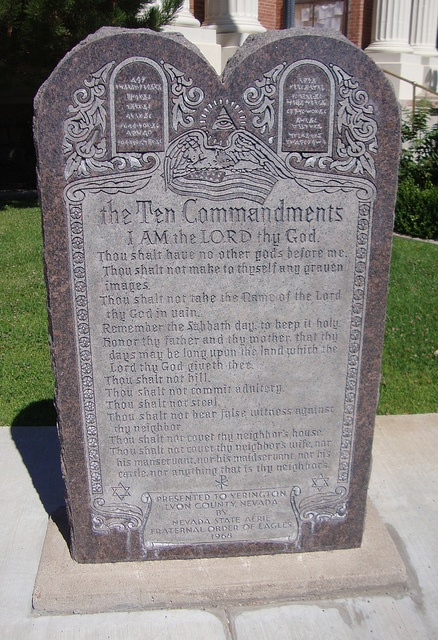 the Ten Commandments
I AM the LORD thy God.
Thou shalt have no other gods before me.
Thou shalt not make to thyself any graven
images.
Thou shalt not take the Name of the Lord
thy God in vain.
Remember the Sabbath day, to keep it holy.
Honor thy father and thy mother, that thy
days may be long upon the land which the
Lord thy God giveth thee.
Thou shalt not kill.
Thou shalt not commit adultery.
Thou shalt not steal.
Thou shalt not bear false witness against
thy neighbor.
Thou shalt not covet thy neighbor's house.
Thou shalt not covet thy neighbor's wife, nor
his manservant, nor his maidservant, nor his
cattle, nor anything that is thy neighbor's.
PRESENTED TO YERINGTON
LYON COUNTY, NEVADA
BY
NEVADA STATE AERIE
FRATERNAL ORDER OF EAGLES
1968